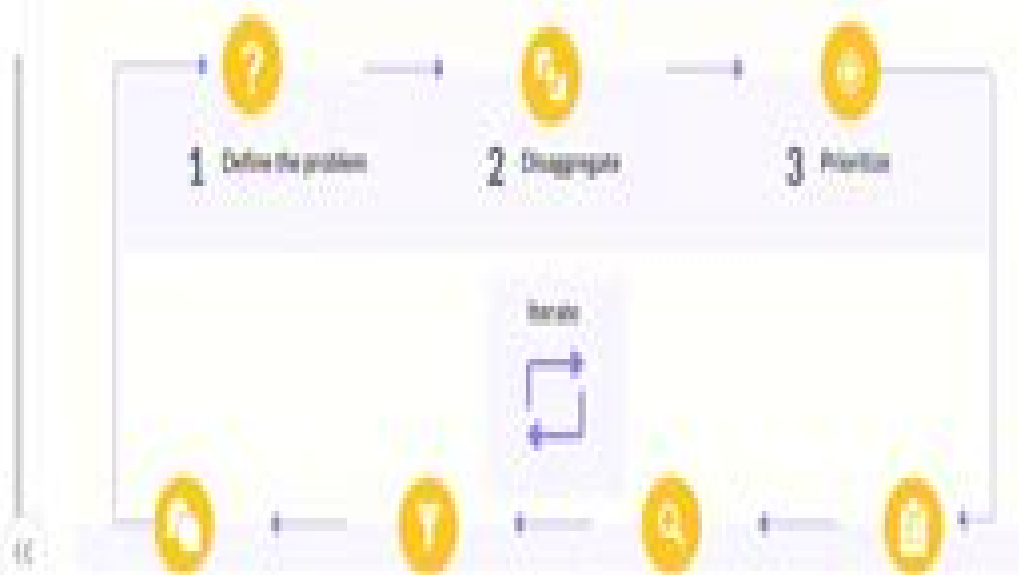 1 Define the problem
2 Disaggregate
3 Prioritize
Iterate